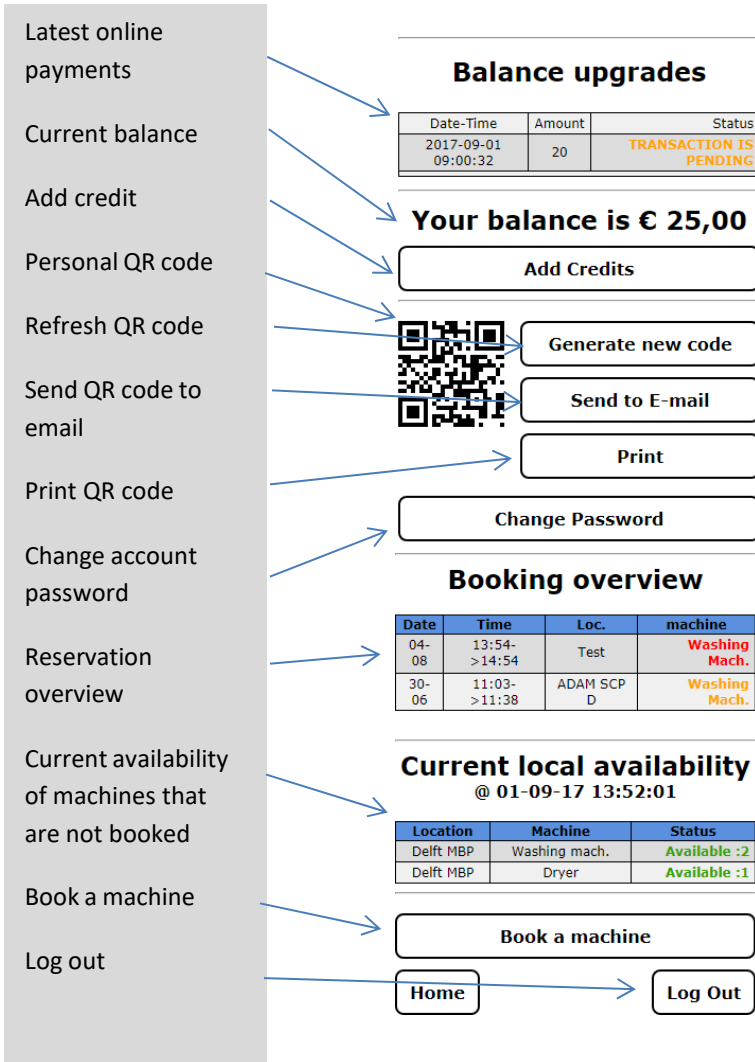 Latest online
payments
Current balance
Add credit
Personal QR code
Refresh QR code
Send QR code to
email
Print QR code
Change account
password
Reservation
overview
Current availability
of machines that
are not booked
Book a machine
Log out
Balance upgrades
Date-Time Amount Status
2017-09-01
09:00:32 20 TRANSACTION IS
PENDING
Your balance is € 25,00
Add Credits
Generate new code
Send to E-mail
Print
Change Password
Booking overview
Date Time Loc. machine
04-
08 13:54-
>14:54 Test Washing
Mach.
30-
06 11:03-
>11:38 ADAM SCP
D Washing
Mach.
Current local availability
@ 01-09-17 13:52:01
Location Machine Status
Delft MBP Washing mach. Available :2
Delft MBP Dryer Available :1
Book a machine
Home Log Out